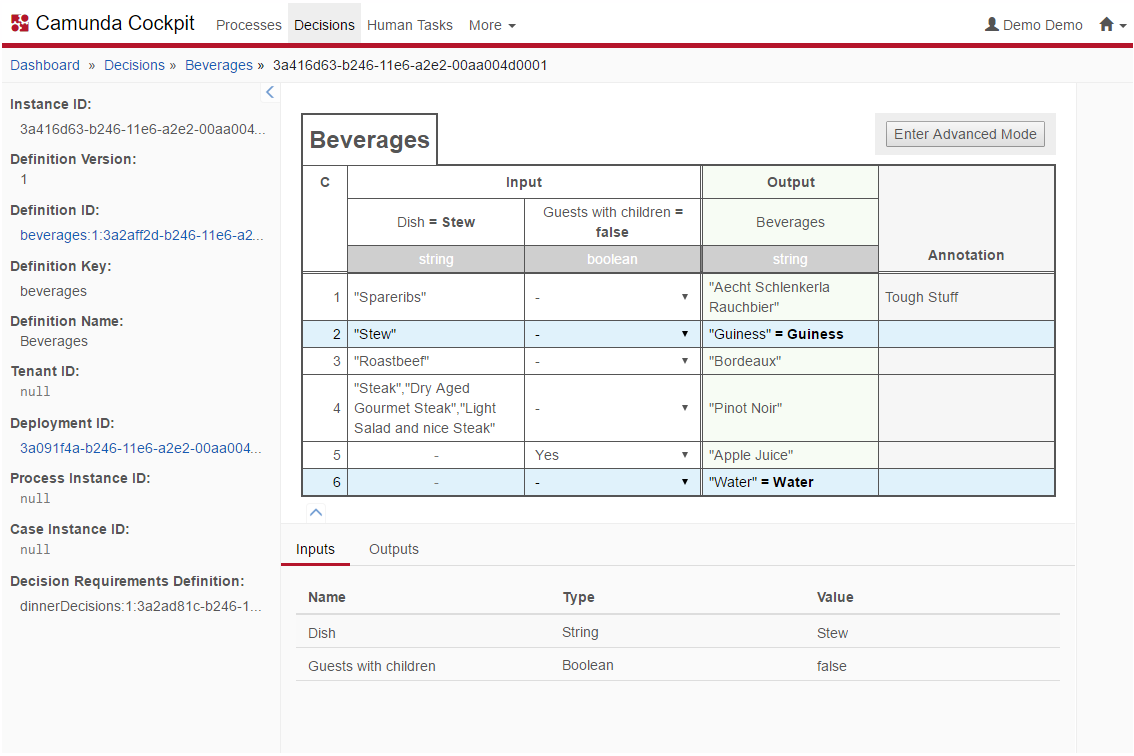 Camunda Cockpit Processes Decisions Human Tasks More Demo Demo
Dashboard » Decisions » Beverages » 3a416d63-b246-11e6-a2e2-00aa004d0001
Instance ID:
3a416d63-b246-11e6-a2e2-00aa004...
Definition Version:
1
Definition ID:
beverages:1:3a2aff2d-b246-11e6-a2...
Definition Key:
beverages
Definition Name:
Beverages
Tenant ID:
null
Deployment ID:
3a091f4a-b246-11e6-a2e2-00aa004...
Process Instance ID:
null
Case Instance ID:
null
Decision Requirements Definition:
dinnerDecisions:1:3a2ad81c-b246-1...
Beverages
Enter Advanced Mode
C Input Output Annotation
Dish = Stew
Guests with children =
false
Beverages
string boolean string
1 "Spareribs" - "Aecht Schlenkerla
Rauchbier" Tough Stuff
2 "Stew" - "Guiness" = Guiness
3 "Roastbeef" - "Bordeaux"
4 "Steak","Dry Aged
Gourmet Steak","Light
Salad and nice Steak" - "Pinot Noir"
5 - Yes "Apple Juice"
6 - - "Water" = Water
Inputs Outputs
Name Type Value
Dish String Stew
Guests with children Boolean false